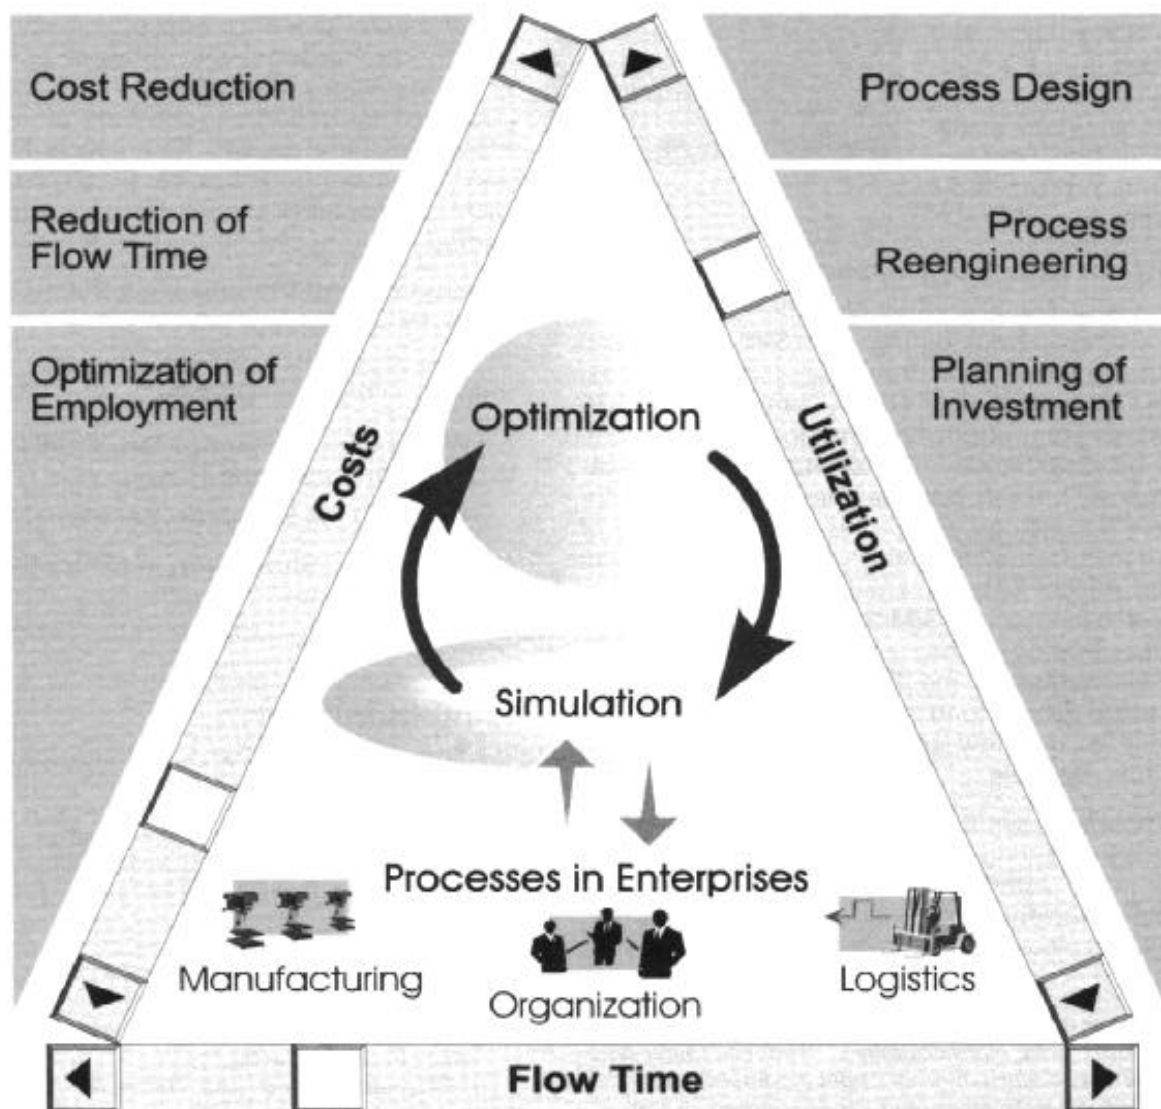 Cost Reduction
Process Design
Reduction of
Flow Time
Process
Reengineering
Optimization of
Employment
Planning of
Investment
Costs
Utilization
Optimization
Simulation
Processes in Enterprises
Manufacturing
Organization
Logistics
Flow Time